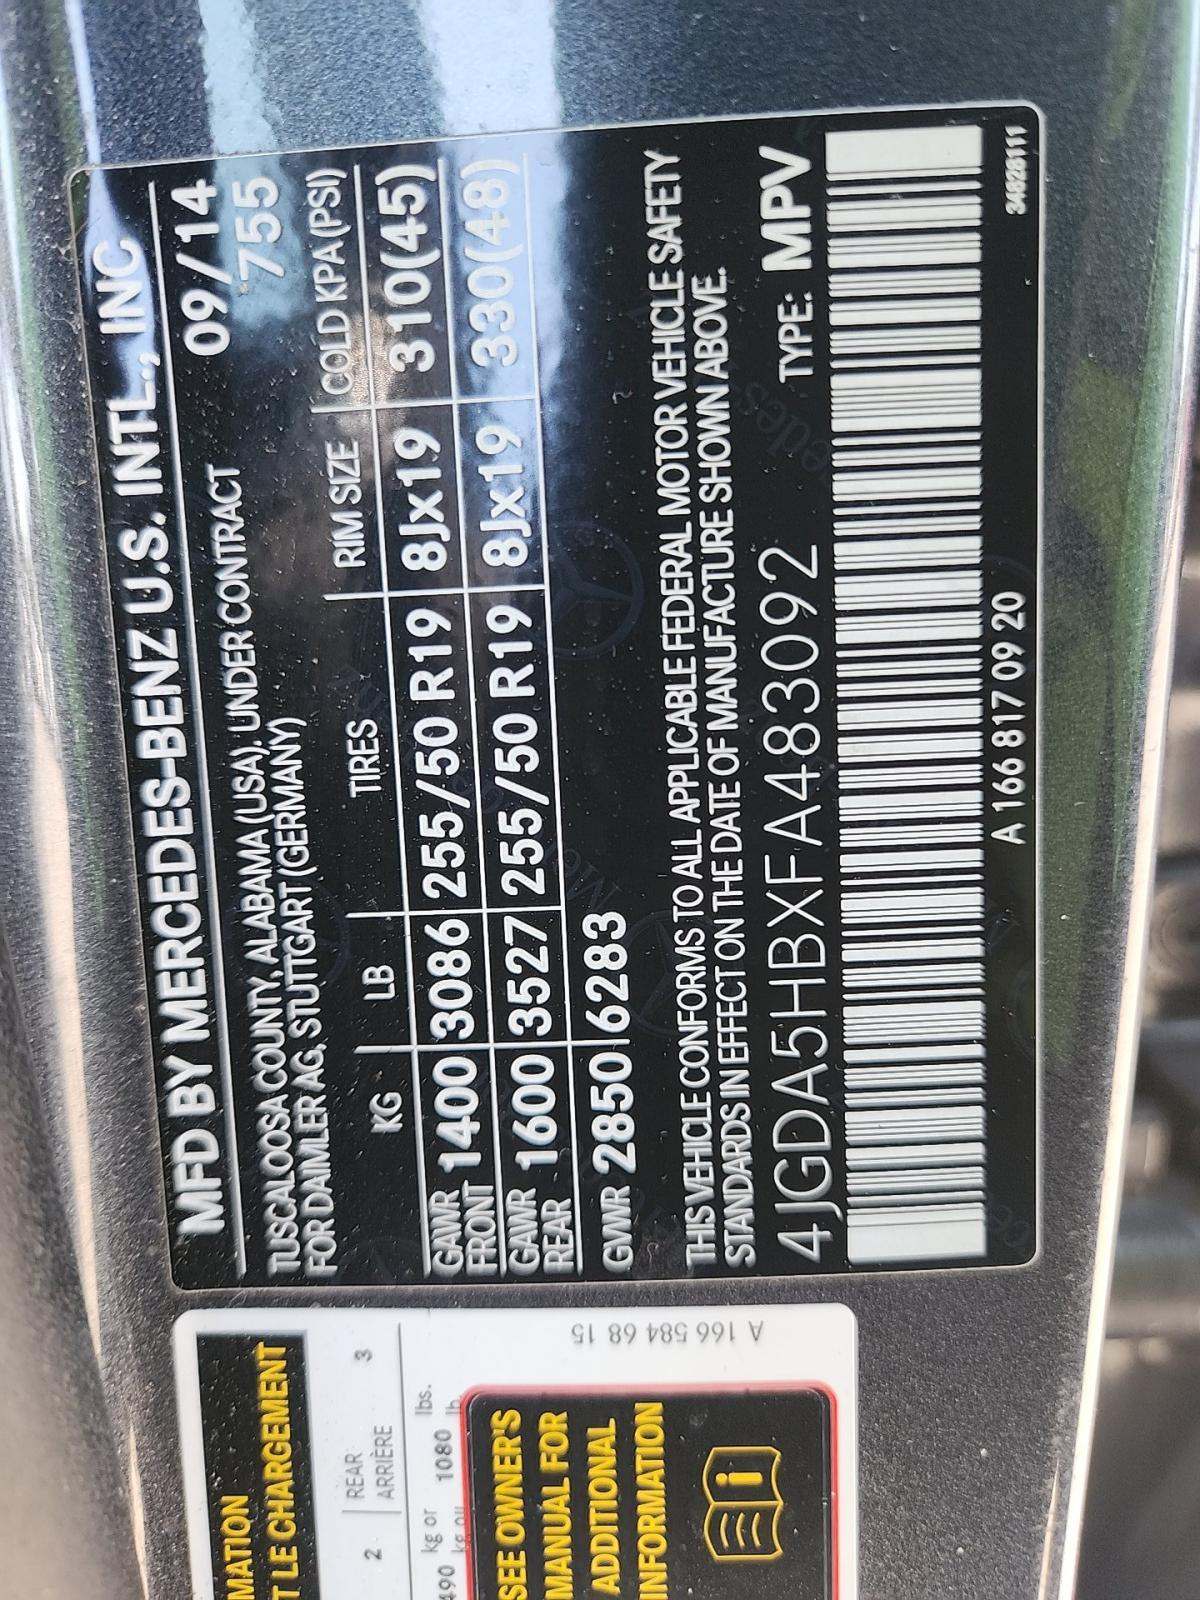 MFD BY MERCEDES-BENZ U.S. INTL., INC
TUSCALOOSA COUNTY, ALABAMA (USA), UNDER CONTRACT 09/14
FOR DAIMLER AG, STUTTGART (GERMANY) 755
KG LB TIRES RIM SIZE COLD KPA (PSI)
GAWR FRONT 1400 3086 255/50 R19 8Jx19 310(45)
GAWR REAR 1600 3527 255/50 R19 8Jx19 330(48)
GVWR 2850 6283
THIS VEHICLE CONFORMS TO ALL APPLICABLE FEDERAL MOTOR VEHICLE SAFETY
STANDARDS IN EFFECT ON THE DATE OF MANUFACTURE SHOWN ABOVE.
4JGDA5HBXFA483092 TYPE: MPV
A 166 817 09 20
34628111
MATION
T LE CHARGEMENT
2 REAR 3
ARRIÈRE
490 kg or 1080 lbs.
kg ou lb.
A 166 584 68 15
SEE OWNER'S
MANUAL FOR
ADDITIONAL
INFORMATION